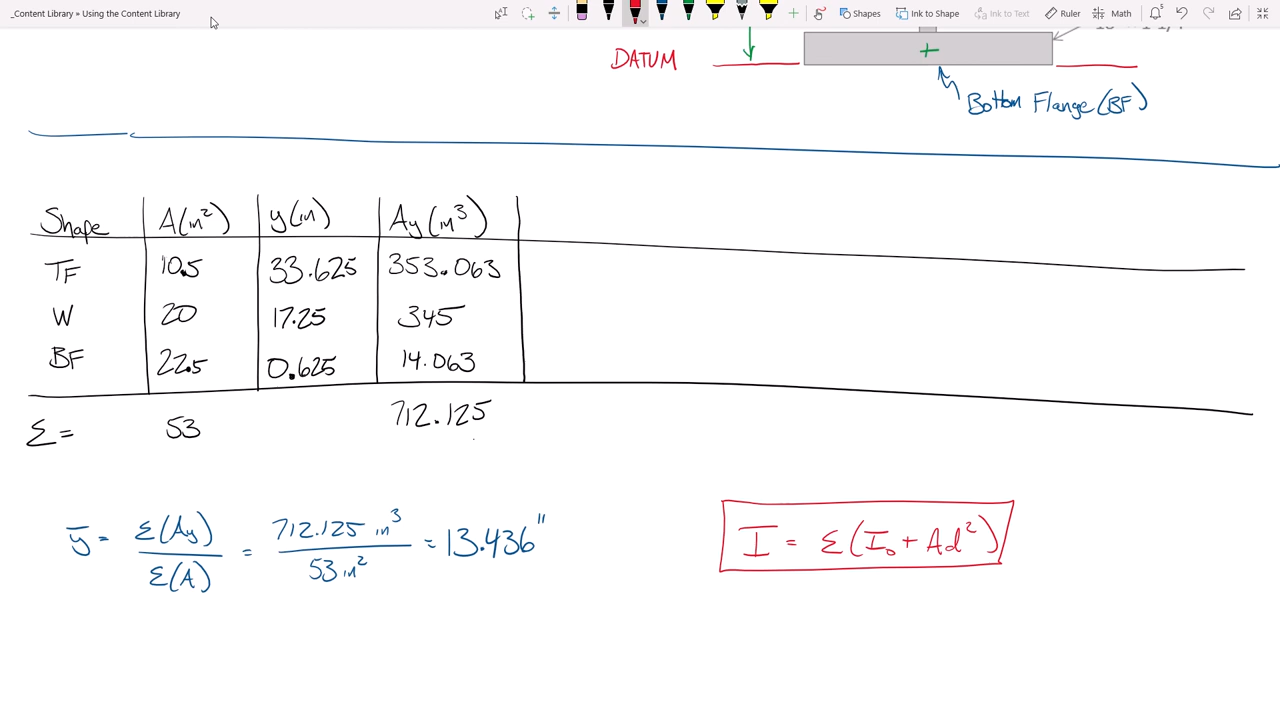 _Content Library » Using the Content Library
Shapes
Ink to Shape
Ink to Text
Ruler
Math
DATUM
Bottom Flange (BF)
Shape A(in²) y(in) Ay(in³)
TF 10.5 33.625 353.063
W 20 17.25 345
BF 22.5 0.625 14.063
Σ = 53 712.125
ȳ = Σ(Ay) / Σ(A) = 712.125 in³ / 53 in² = 13.436"
I = Σ(I₀ + Ad²)